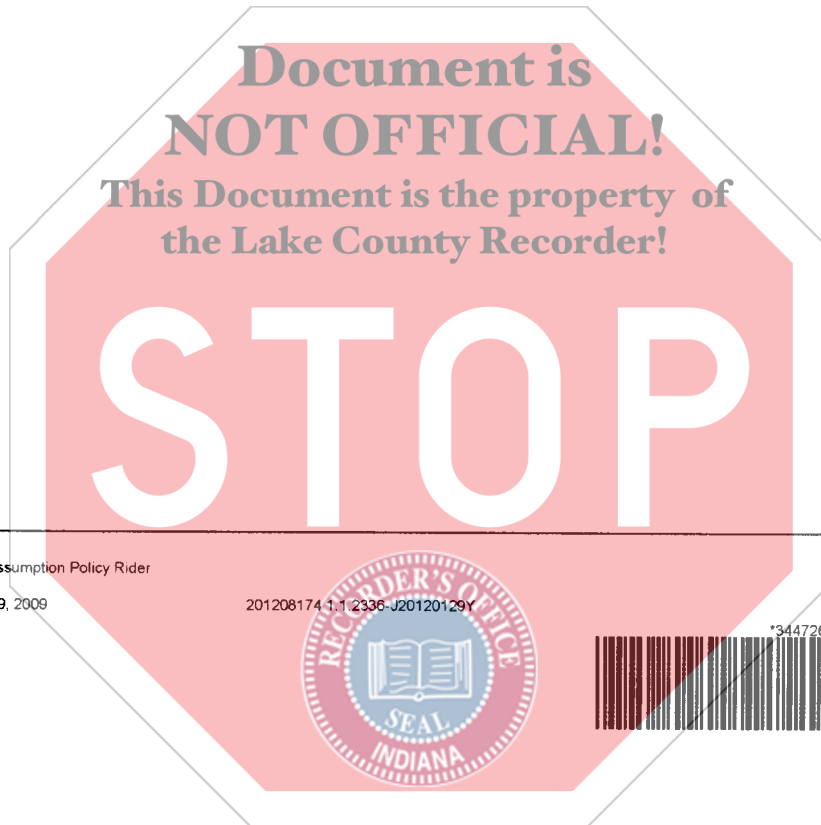 Document is
NOT OFFICIAL!
This Document is the property of
the Lake County Recorder!
STOP
ssumption Policy Rider
9, 2009
201208174 1.1.2336-J20120129Y
*344726
RECORDER'S OFFICE
SEAL
INDIANA